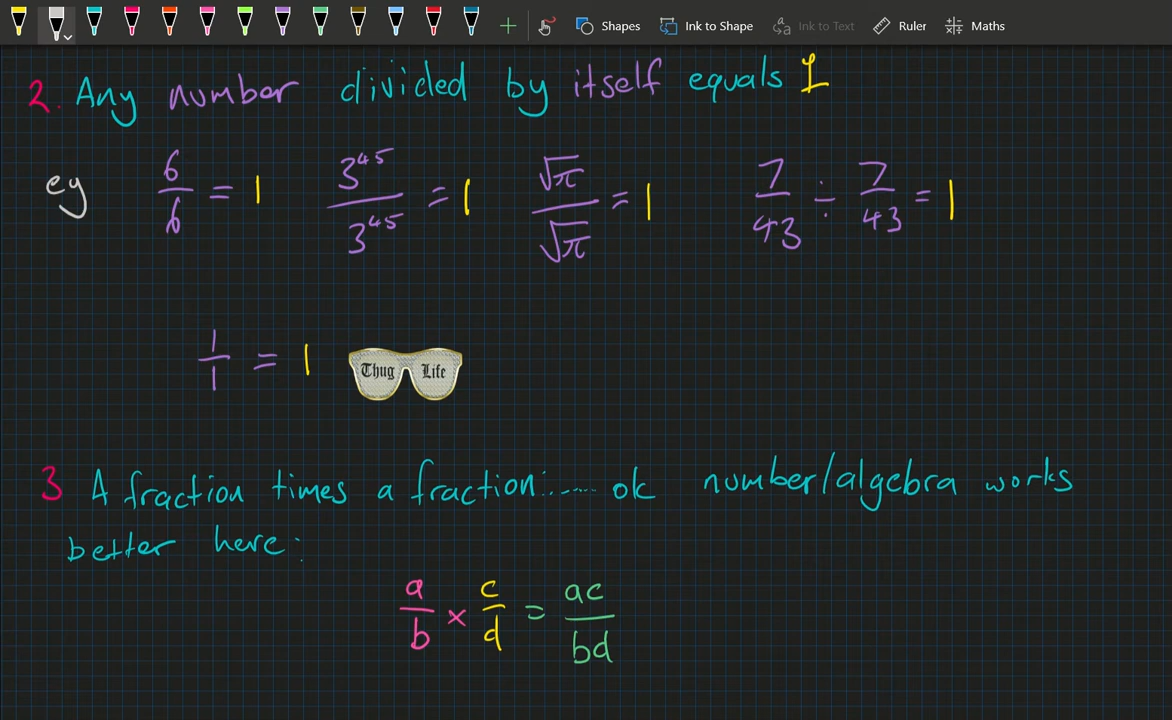 Shapes Ink to Shape Ink to Text Ruler Maths
2. Any number divided by itself equals 1
eg 6/6 = 1 3^45/3^45 = 1 √π/√π = 1 7/43 ÷ 7/43 = 1
1/1 = 1 Thug Life
3 A fraction times a fraction...... ok number/algebra works
better here:
a/b × c/d = ac/bd